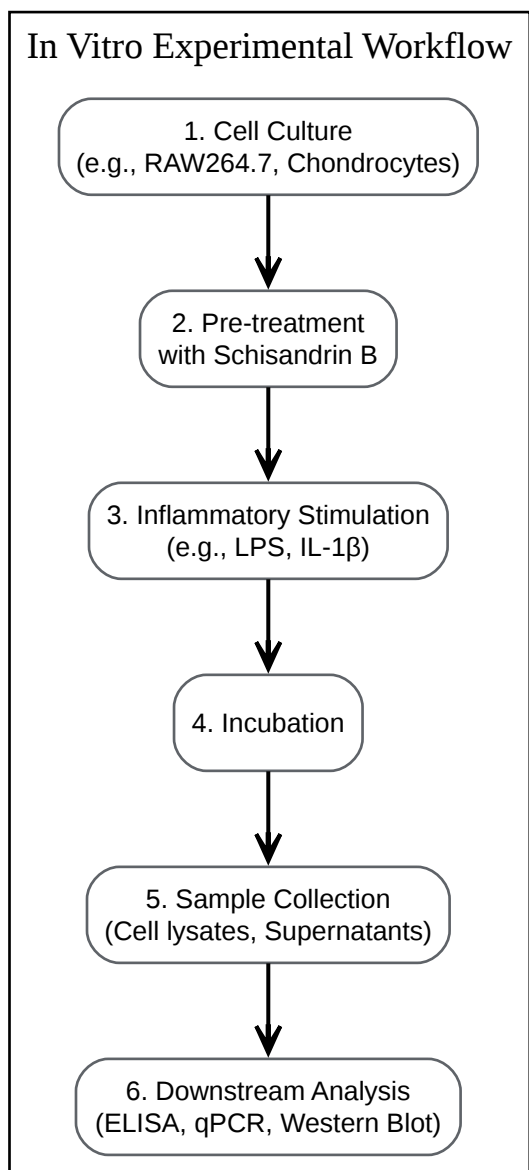 In Vitro Experimental Workflow
1. Cell Culture
(e.g., RAW264.7, Chondrocytes)
2. Pre-treatment
with Schisandrin B
3. Inflammatory Stimulation
(e.g., LPS, IL-1β)
4. Incubation
5. Sample Collection
(Cell lysates, Supernatants)
6. Downstream Analysis
(ELISA, qPCR, Western Blot)